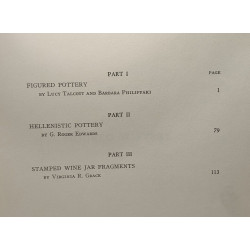 PART I
PAGE
FIGURED POTTERY
BY LUCY TALCOTT AND BARBARA PHILIPPAKI 1
PART II
HELLENISTIC POTTERY
BY G. ROGER EDWARDS 79
PART III
STAMPED WINE JAR FRAGMENTS
BY VIRGINIA R. GRACE 113